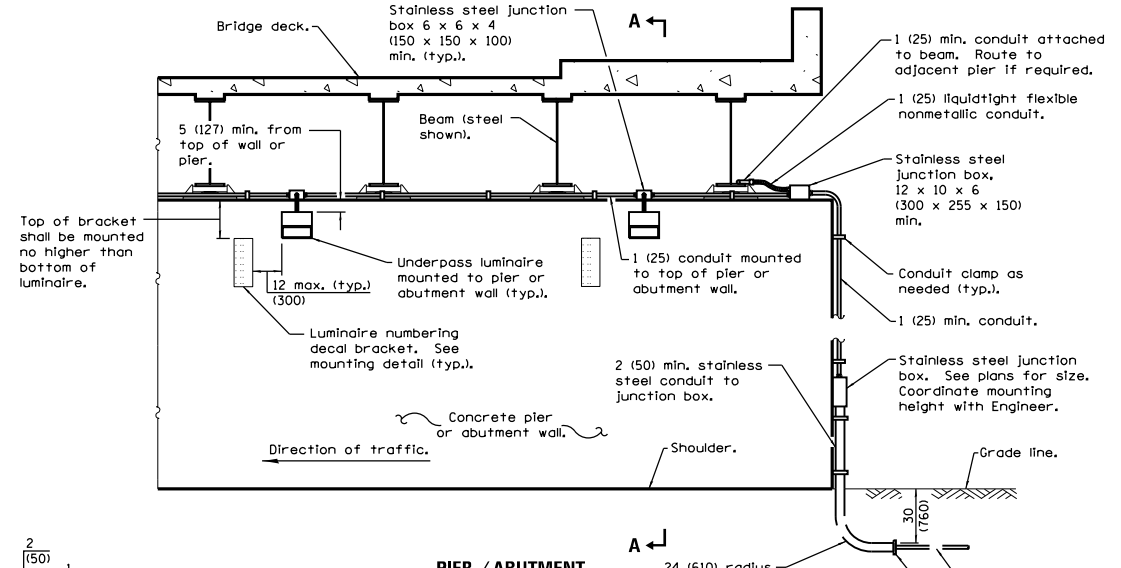 Bridge deck.
Stainless steel junction
box 6 x 6 x 4
(150 x 150 x 100)
min. (typ.).
A
1 (25) min. conduit attached
to beam. Route to
adjacent pier if required.
1 (25) liquidtight flexible
nonmetallic conduit.
5 (127) min. from
top of wall or
pier.
Beam (steel
shown).
Stainless steel
junction box.
12 x 10 x 6
(300 x 255 x 150)
min.
Top of bracket
shall be mounted
no higher than
bottom of
luminaire.
12 max. (typ.)
(300)
Underpass luminaire
mounted to pier or
abutment wall (typ.).
1 (25) conduit mounted
to top of pier or
abutment wall.
Conduit clamp as
needed (typ.).
1 (25) min. conduit.
Luminaire numbering
decal bracket. See
mounting detail (typ.).
2 (50) min. stainless
steel conduit to
junction box.
Stainless steel junction
box. See plans for size.
Coordinate mounting
height with Engineer.
Concrete pier
or abutment wall.
Direction of traffic.
Shoulder.
Grade line.
30
(760)
2
(50)
1
A
PIER / ABUTMENT
24 (610) radius